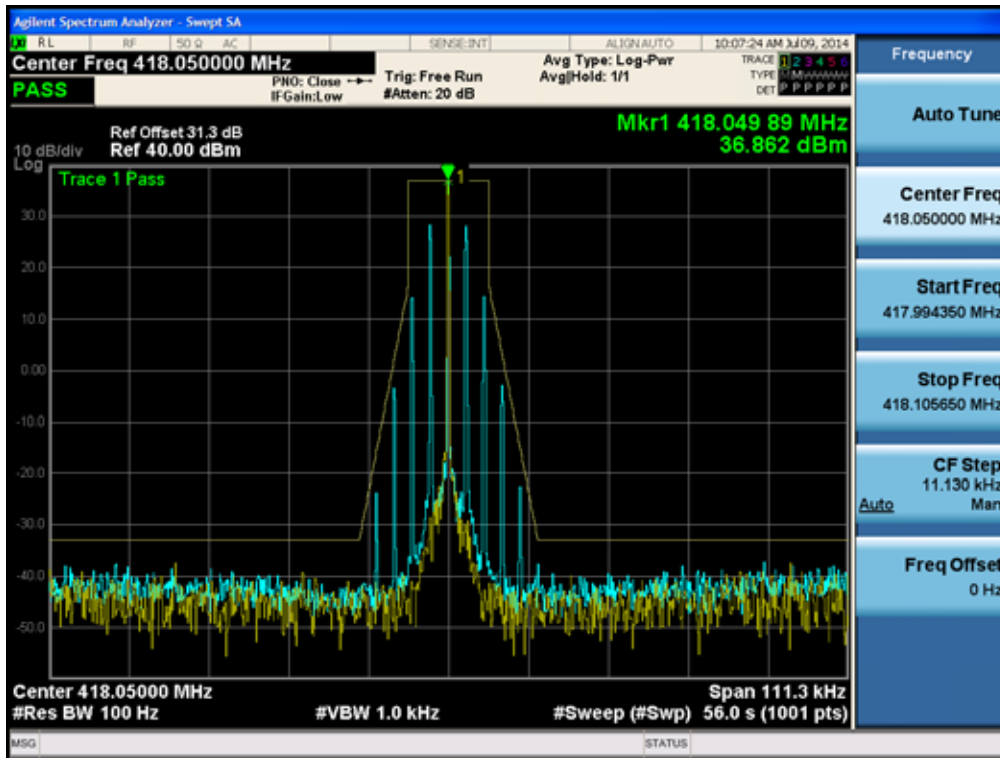 Agilent Spectrum Analyzer - Swept SA
RL RF 50 Ω AC SENSE:INT ALIGN AUTO 10:07:24 AM Jul 09, 2014
Center Freq 418.050000 MHz
PASS
PNO: Close
IFGain:Low
Trig: Free Run
#Atten: 20 dB
Avg Type: Log-Pwr
Avg|Hold: 1/1
TRACE 1 2 3 4 5 6
TYPE
DET P P P P P P
Mkr1 418.049 89 MHz
36.862 dBm
Ref Offset 31.3 dB
10 dB/div Ref 40.00 dBm
Log
Trace 1 Pass
1
30.0
20.0
10.0
0.00
-10.0
-20.0
-30.0
-40.0
-50.0
Center 418.05000 MHz Span 111.3 kHz
#Res BW 100 Hz #VBW 1.0 kHz #Sweep (#Swp) 56.0 s (1001 pts)
MSG STATUS
Frequency
Auto Tune
Center Freq
418.050000 MHz
Start Freq
417.994350 MHz
Stop Freq
418.105650 MHz
CF Step
11.130 kHz
Auto Man
Freq Offset
0 Hz